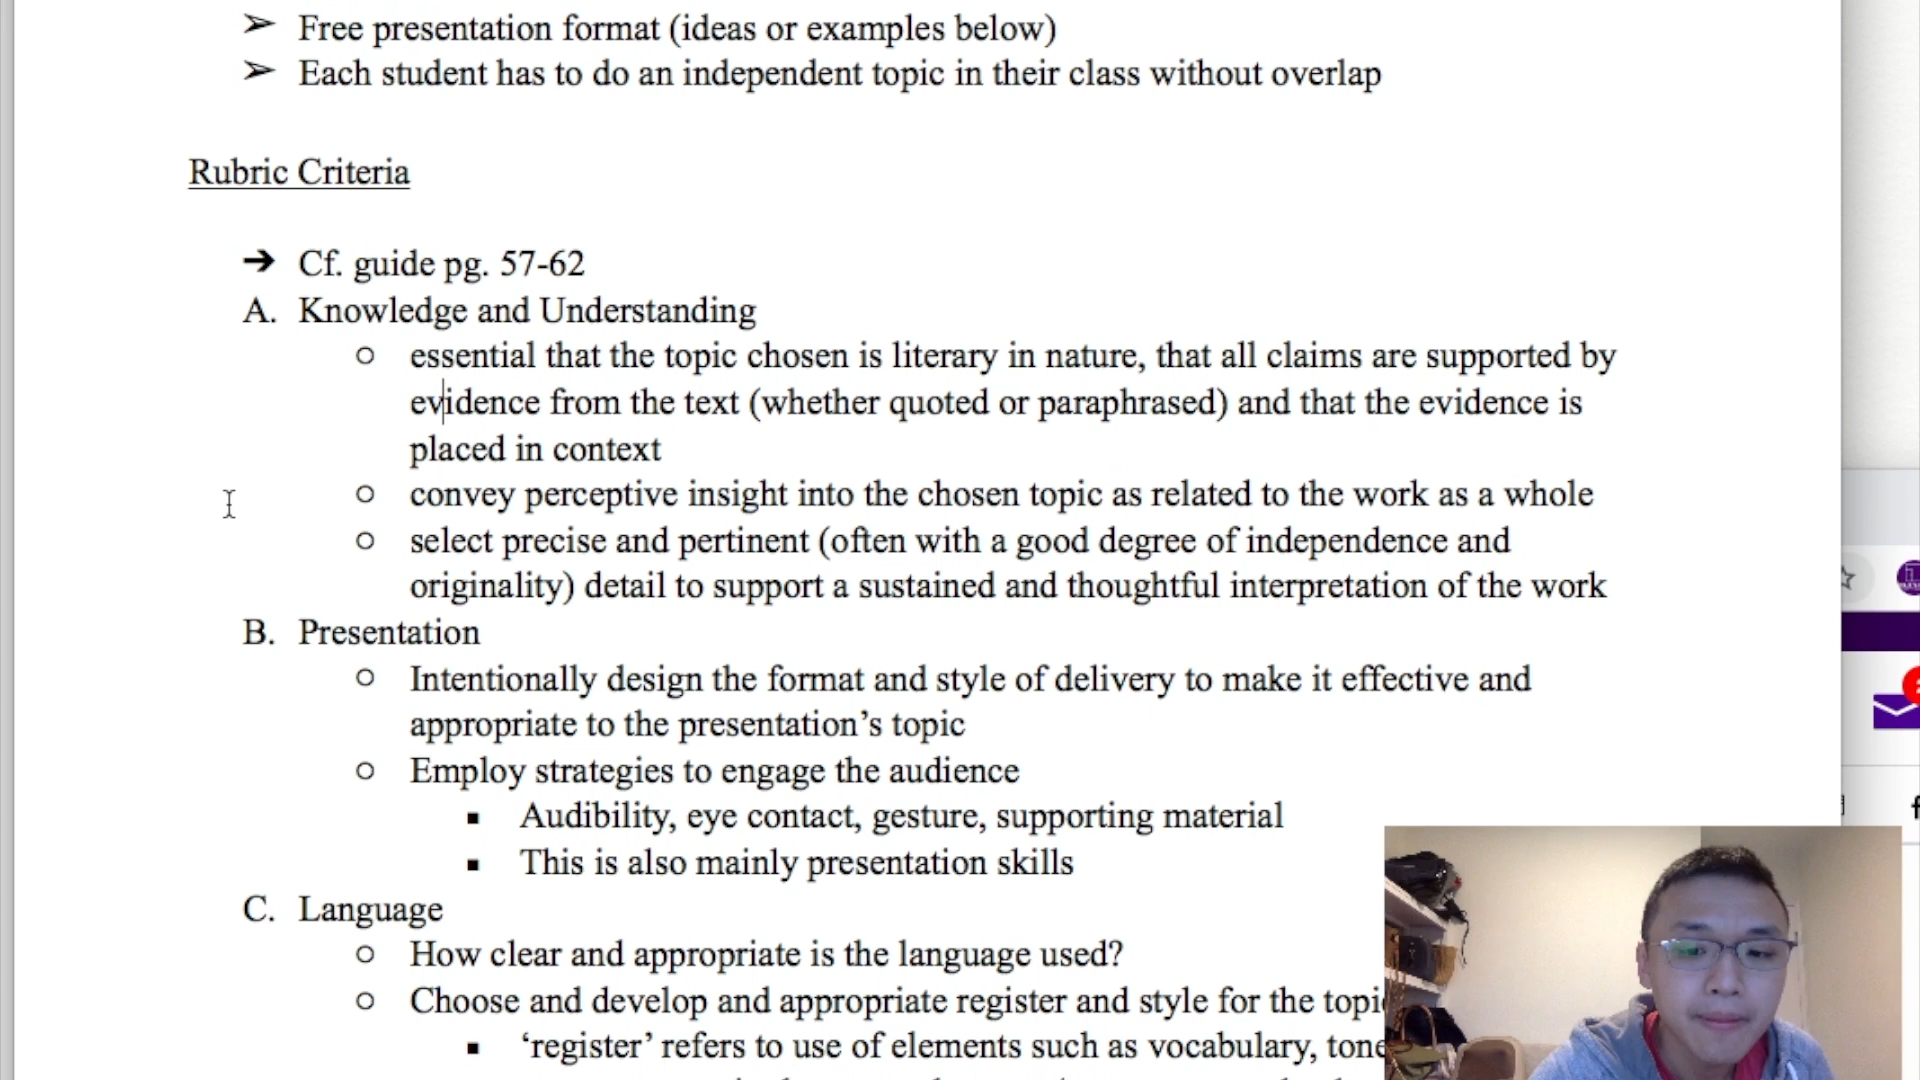 ➢ Free presentation format (ideas or examples below)
➢ Each student has to do an independent topic in their class without overlap
Rubric Criteria
➔ Cf. guide pg. 57-62
A. Knowledge and Understanding
○ essential that the topic chosen is literary in nature, that all claims are supported by
evidence from the text (whether quoted or paraphrased) and that the evidence is
placed in context
○ convey perceptive insight into the chosen topic as related to the work as a whole
○ select precise and pertinent (often with a good degree of independence and
originality) detail to support a sustained and thoughtful interpretation of the work
B. Presentation
○ Intentionally design the format and style of delivery to make it effective and
appropriate to the presentation’s topic
○ Employ strategies to engage the audience
■ Audibility, eye contact, gesture, supporting material
■ This is also mainly presentation skills
C. Language
○ How clear and appropriate is the language used?
○ Choose and develop and appropriate register and style for the topic
■ ‘register’ refers to use of elements such as vocabulary, tone